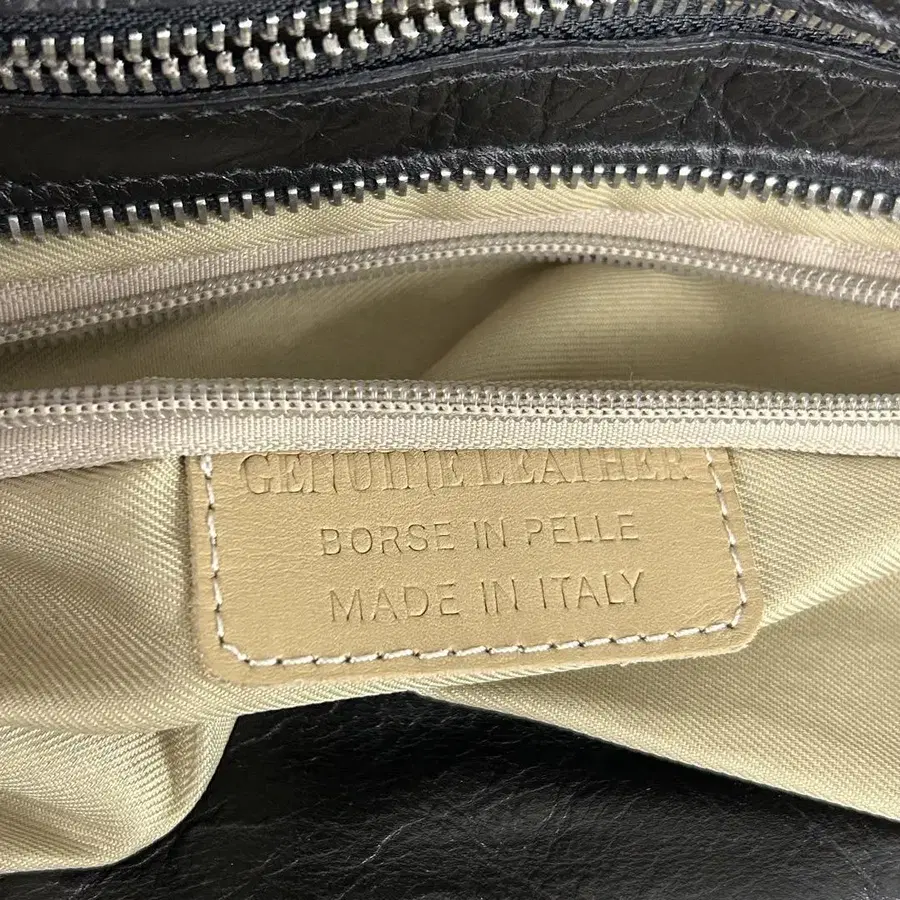 GENUINE LEATHER
BORSE IN PELLE
MADE IN ITALY